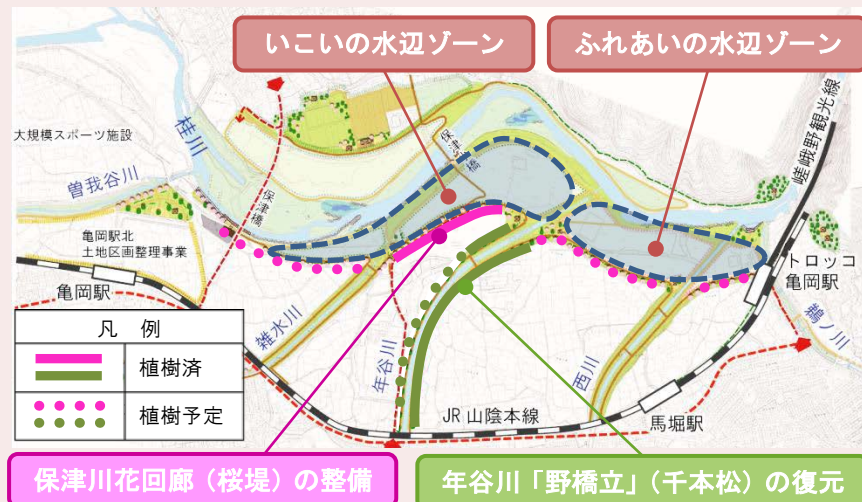 いこいの水辺ゾーン
ふれあいの水辺ゾーン
嵯峨野観光線
大規模スポーツ施設
桂川
保津小橋
曽我谷川
保津橋
亀岡駅北
土地区画整理事業
亀岡駅
トロッコ
亀岡駅
鵜ノ川
雑水川
年谷川
西川
JR山陰本線
馬堀駅
凡 例
植樹済
植樹予定
保津川花回廊（桜堤）の整備
年谷川「野橋立」（千本松）の復元